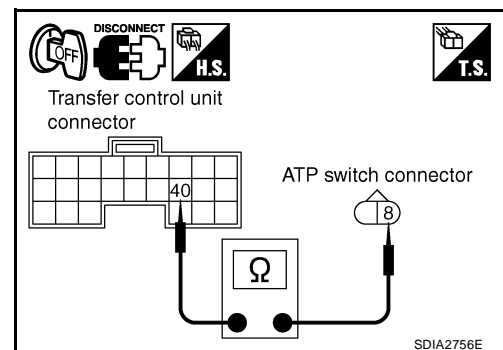 DISCONNECT
OFF
H.S.
T.S.
Transfer control unit
connector
ATP switch connector
40
8
Ω
SDIA2756E